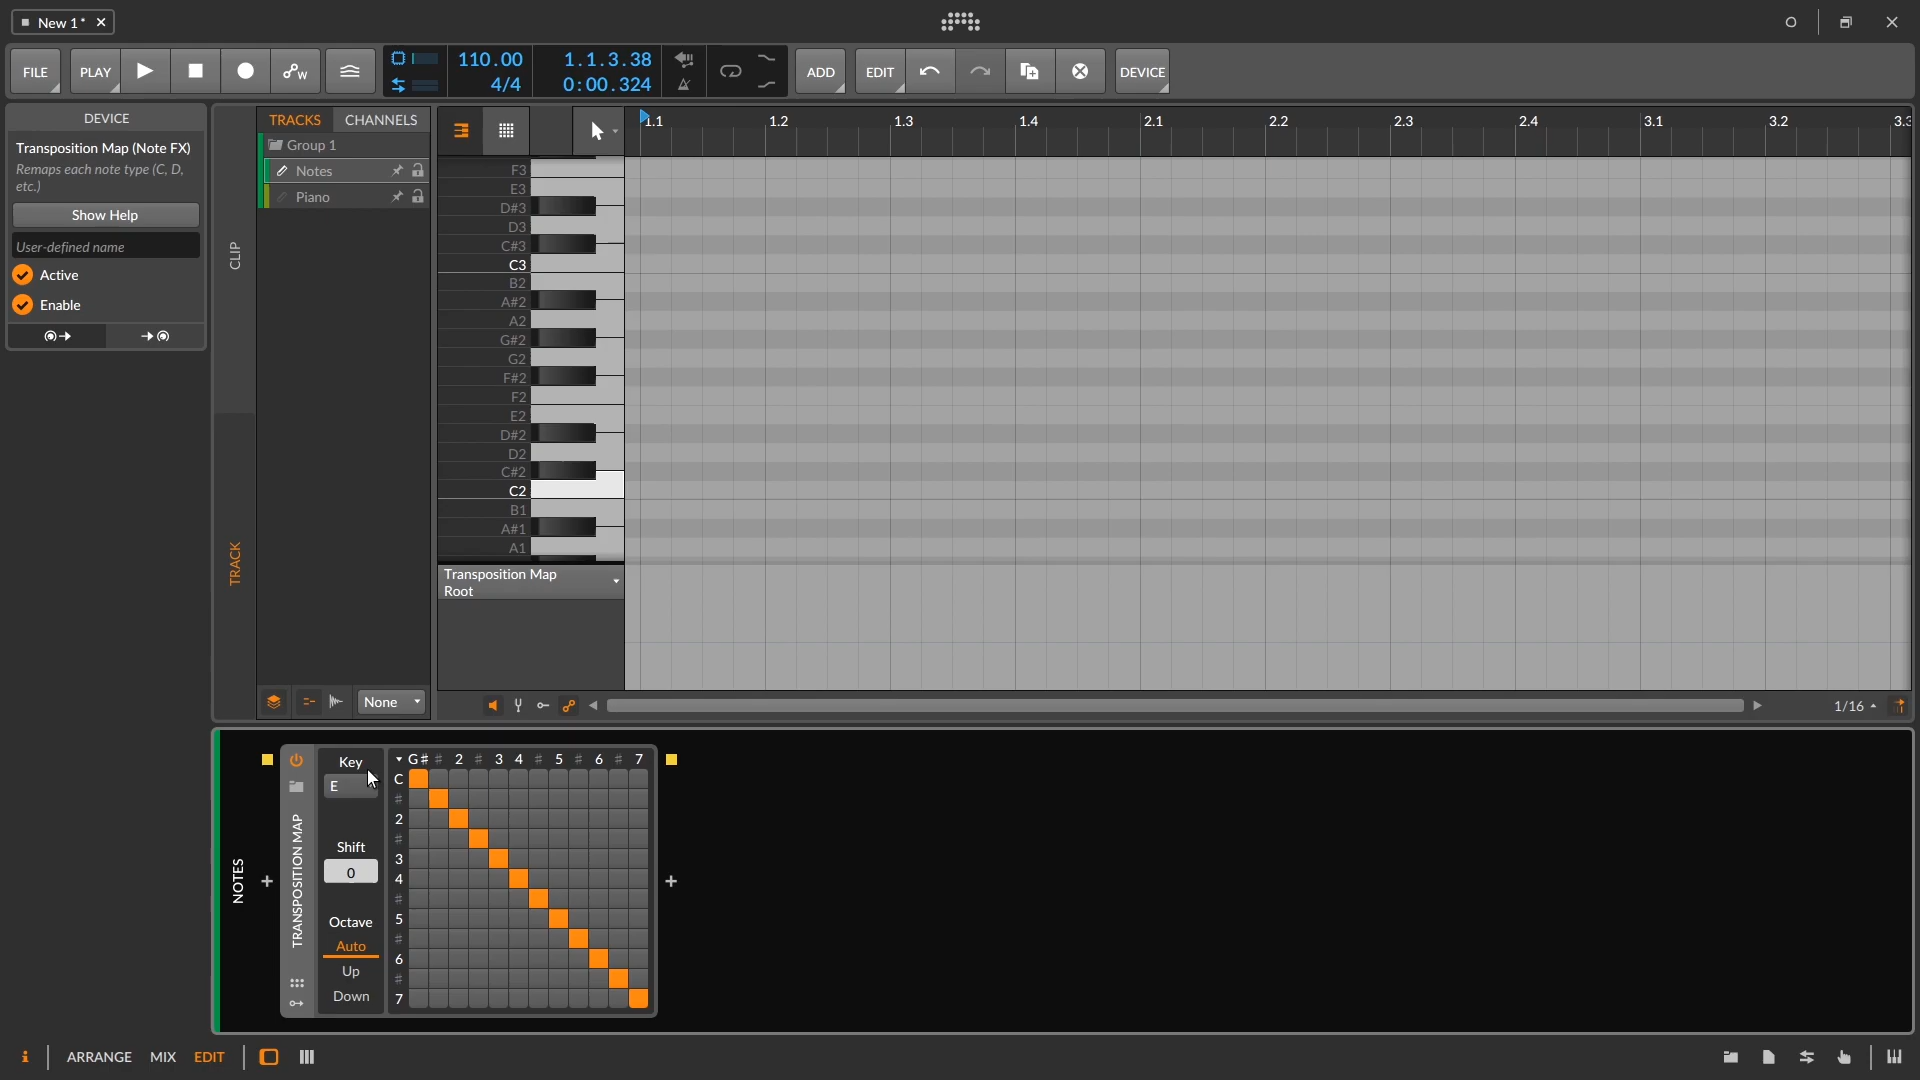 New 1*
FILE
PLAY
110.00
4/4
1.1.3.38
0:00.324
ADD
EDIT
DEVICE
DEVICE
Transposition Map (Note FX)
Remaps each note type (C, D,
etc.)
Show Help
User-defined name
Active
Enable
CLIP
TRACK
TRACKS
CHANNELS
Group 1
Notes
Piano
None
1.1
1.2
1.3
1.4
2.1
2.2
2.3
2.4
3.1
3.2
3.3
F3
E3
D#3
D3
C#3
C3
B2
A#2
A2
G#2
G2
F#2
F2
E2
D#2
D2
C#2
C2
B1
A#1
A1
Transposition Map
Root
1/16
NOTES
TRANSPOSITION MAP
Key
E
Shift
0
Octave
Auto
Up
Down
G# # 2 # 3 4 # 5 # 6 # 7
C
#
2
#
3
4
#
5
#
6
#
7
ARRANGE
MIX
EDIT